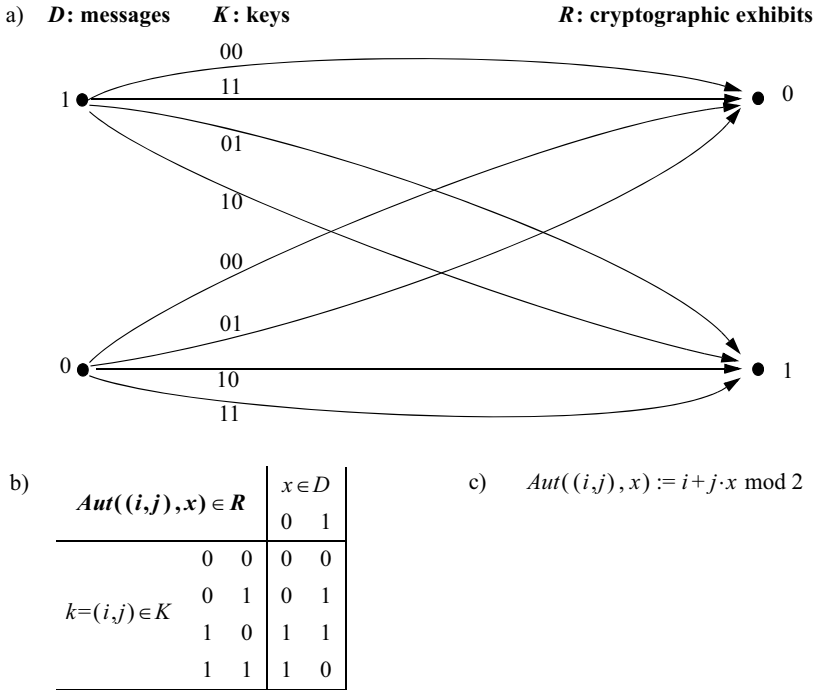 a) D: messages K: keys R: cryptographic exhibits
00
1 11 0
01
10
00
01
0 1
10
11
b) Aut((i,j),x)∈R x∈D c) Aut((i,j),x) := i+j·x mod 2
0 1
0 0 0 0
k=(i,j)∈K 0 1 0 1
1 0 1 1
1 1 1 0